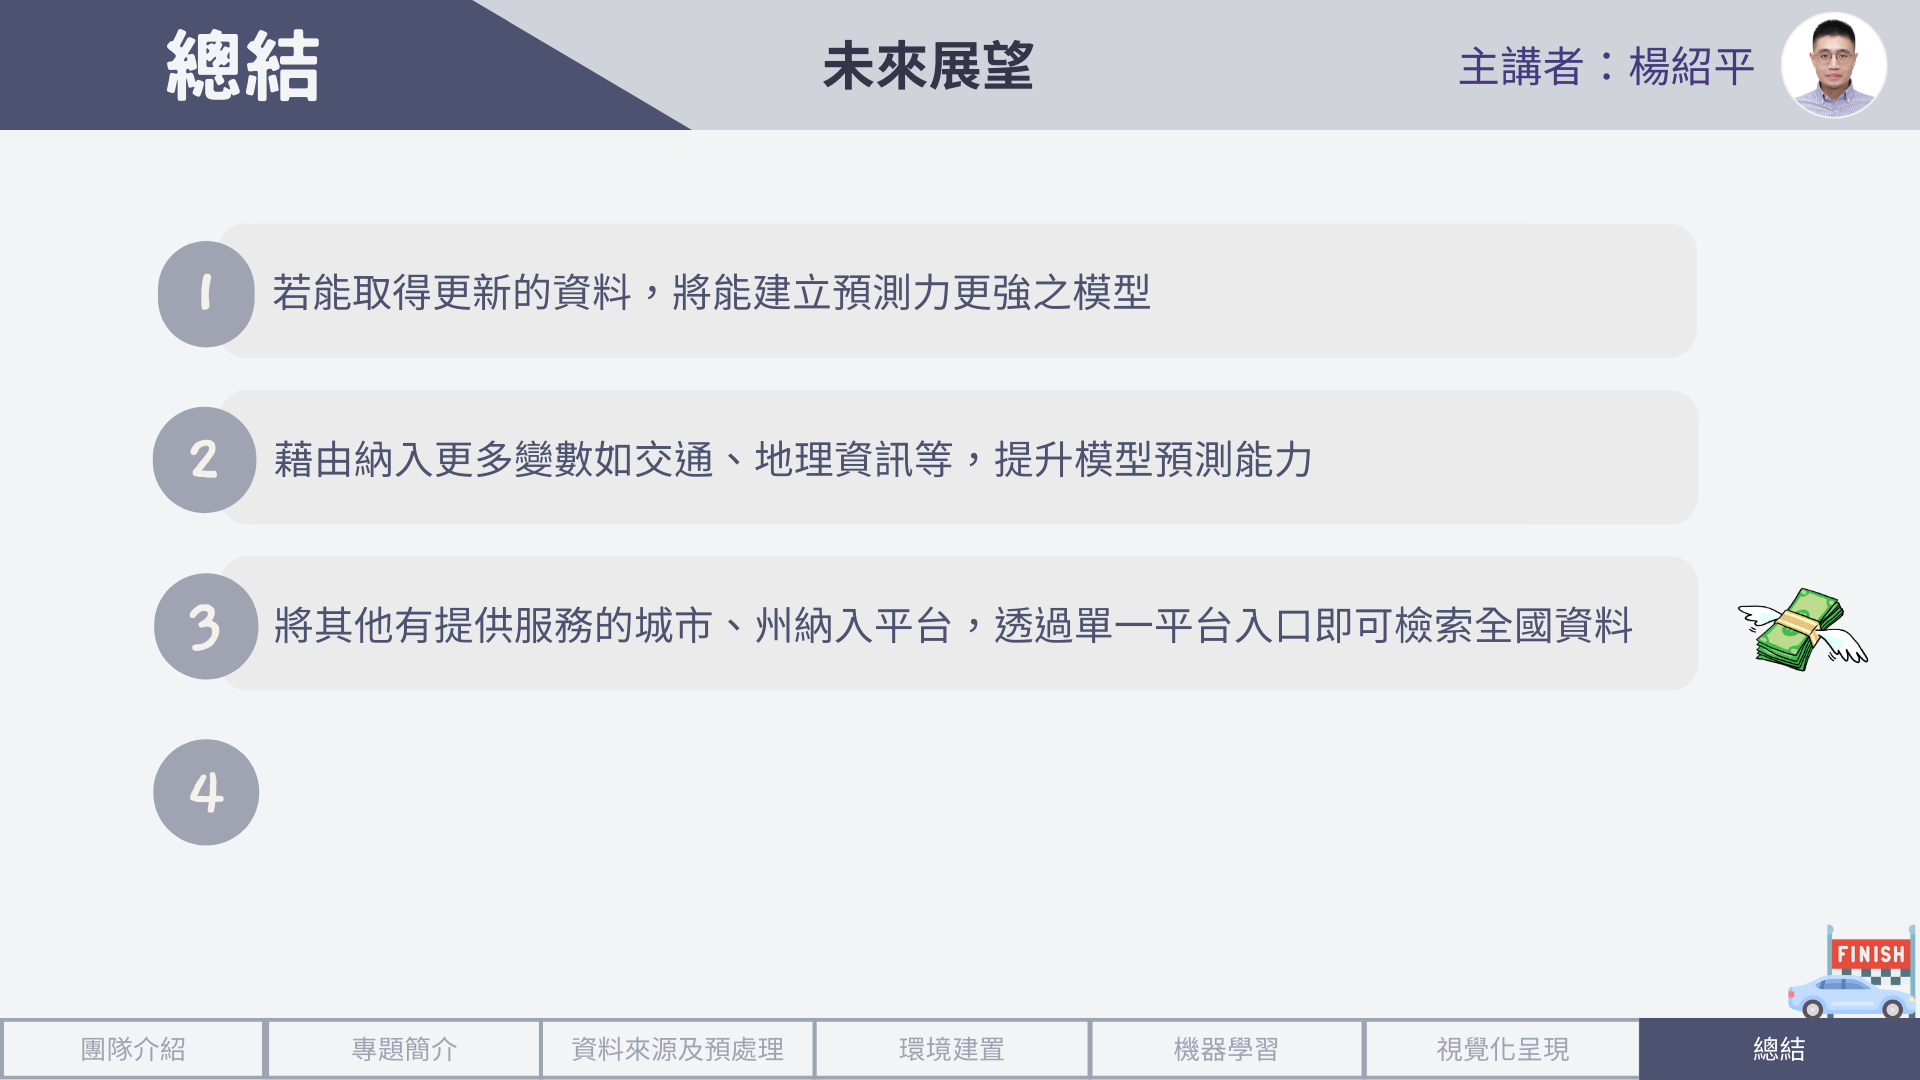 總結
未來展望
主講者：楊紹平
1
若能取得更新的資料，將能建立預測力更強之模型
2
藉由納入更多變數如交通、地理資訊等，提升模型預測能力
3
將其他有提供服務的城市、州納入平台，透過單一平台入口即可檢索全國資料
4
FINISH
團隊介紹
專題簡介
資料來源及預處理
環境建置
機器學習
視覺化呈現
總結